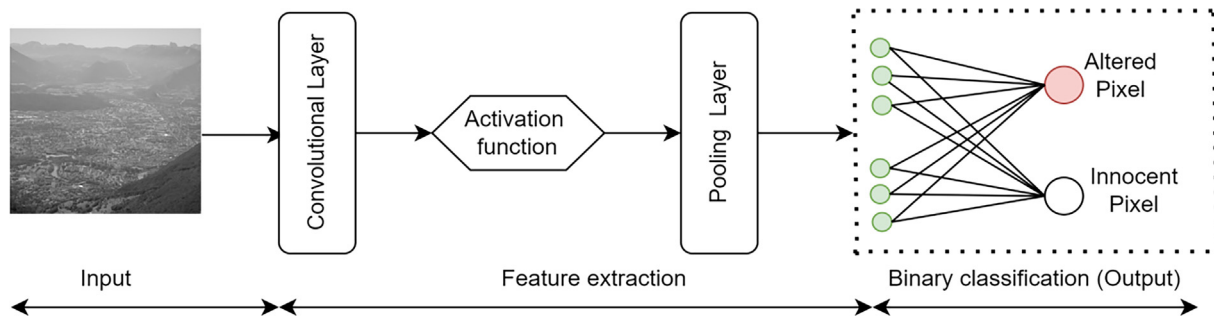 Convolutional Layer
Activation
function
Pooling Layer
Altered
Pixel
Innocent
Pixel
Input
Feature extraction
Binary classification (Output)